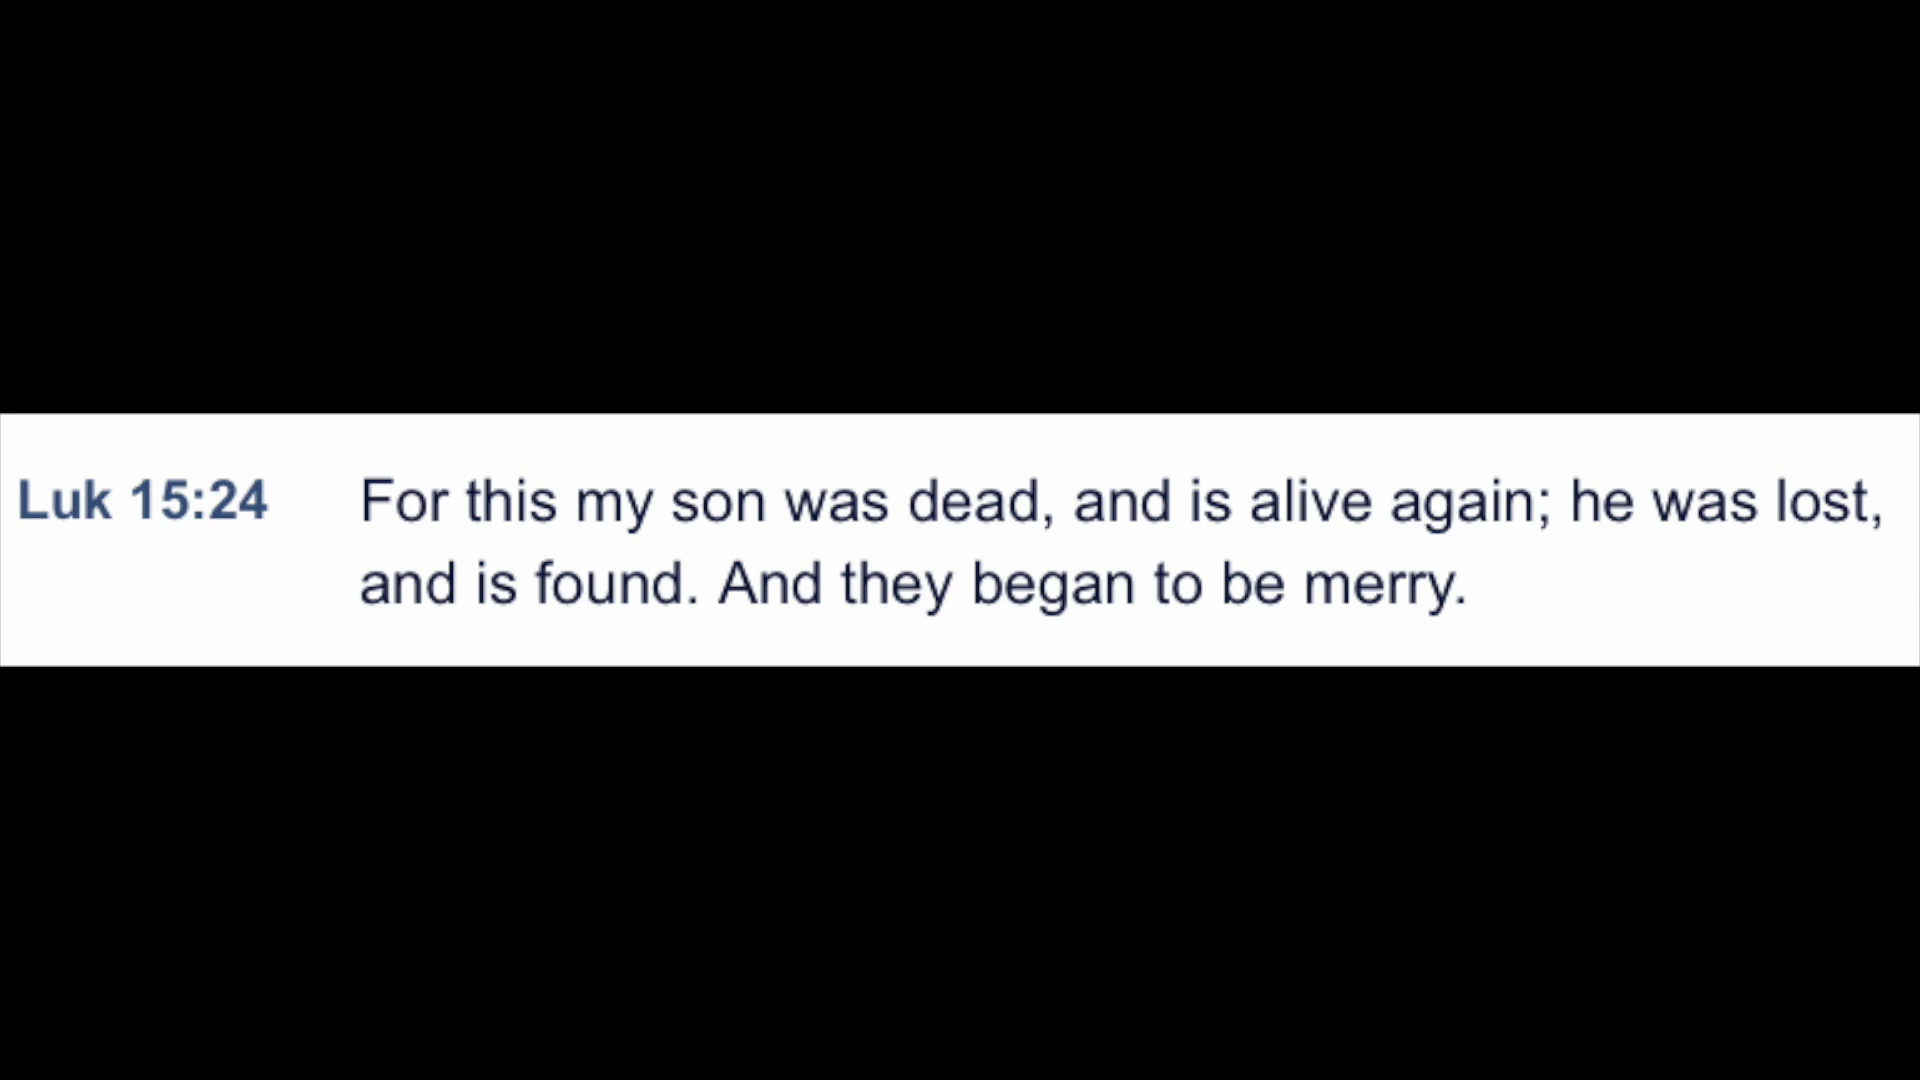 Luk 15:24 For this my son was dead, and is alive again; he was lost,
and is found. And they began to be merry.